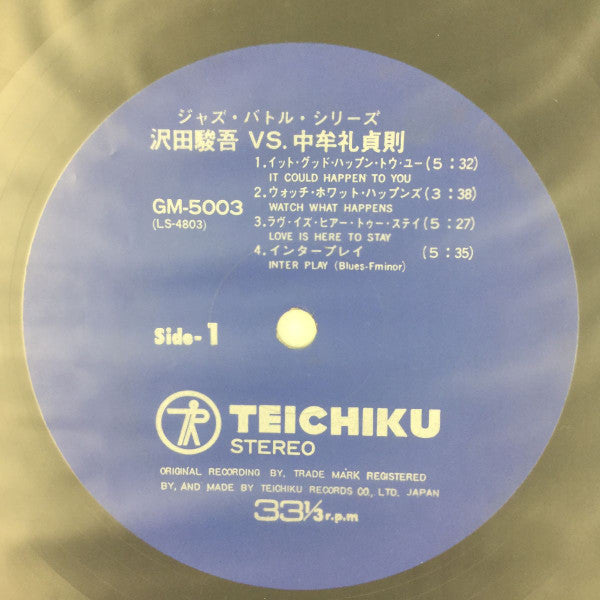 ジャズ・バトル・シリーズ
沢田駿吾 VS. 中牟礼貞則
1. イット・グッド・ハップン・トウ・ユー (5:32)
IT COULD HAPPEN TO YOU
GM-5003
(LS-4803)
2. ウォッチ・ホワット・ハップンズ (3:38)
WATCH WHAT HAPPENS
3. ラヴ・イズ・ヒアー・トゥー・ステイ (5:27)
LOVE IS HERE TO STAY
4. インタープレイ (5:35)
INTER PLAY (Blues-Fminor)
Side-1
TEICHIKU
STEREO
ORIGINAL RECORDING BY, TRADE MARK REGISTERED
BY, AND MADE BY TEICHIKU RECORDS CO., LTD. JAPAN
33 1/3 r.p.m